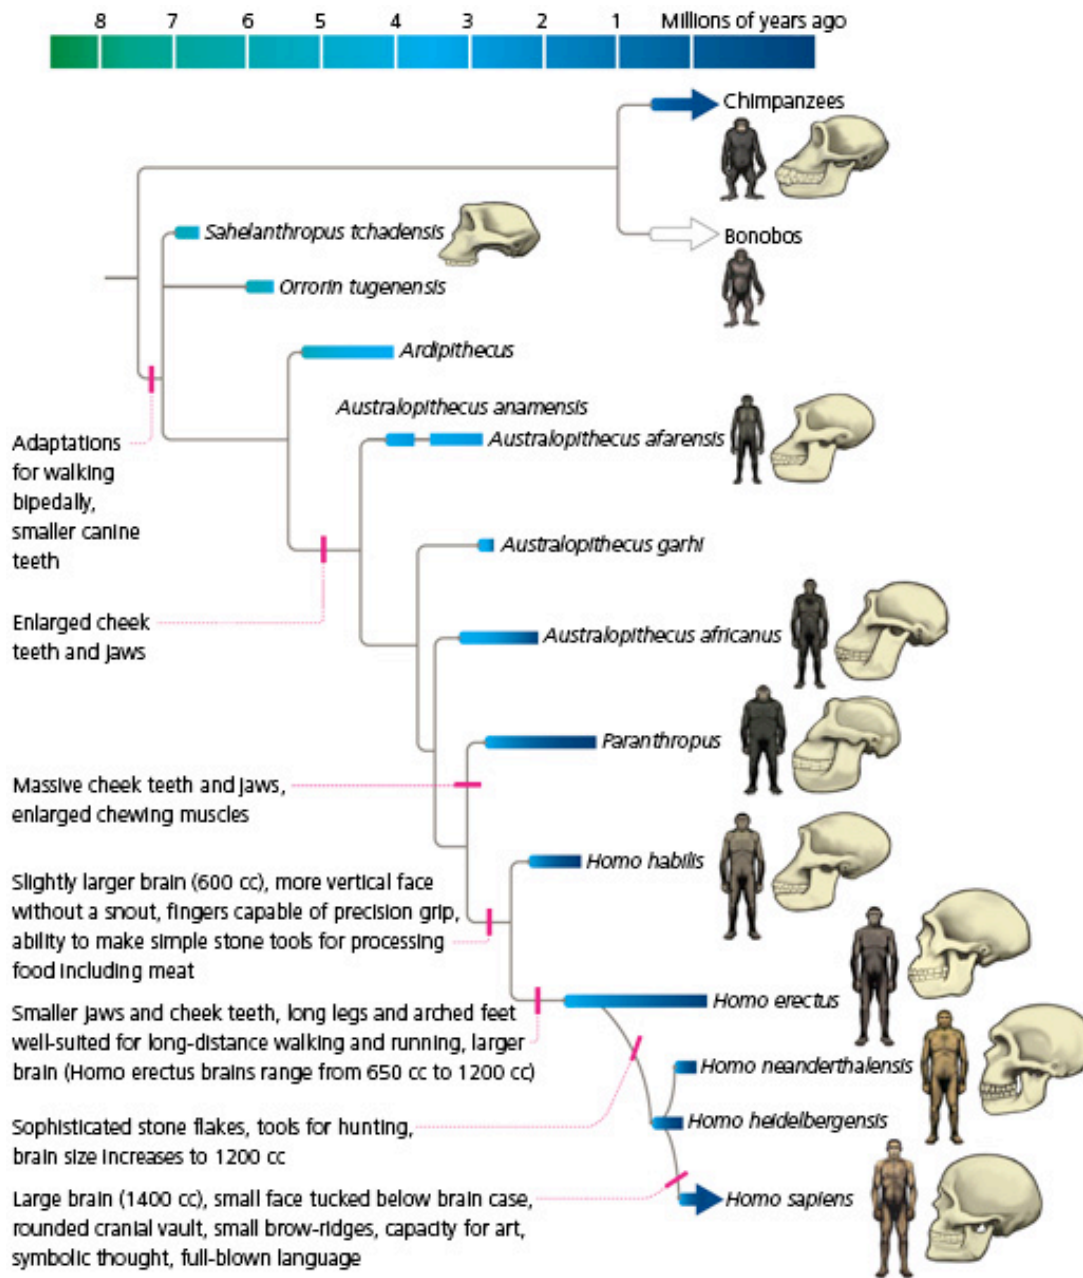 8 7 6 5 4 3 2 1 Millions of years ago
Chimpanzees
Sahelanthropus tchadensis
Bonobos
Orrorin tugenensis
Ardipithecus
Australopithecus anamensis
Australopithecus afarensis
Adaptations
for walking
bipedally,
smaller canine
teeth
Australopithecus garhi
Enlarged cheek
teeth and jaws
Australopithecus africanus
Paranthropus
Massive cheek teeth and jaws,
enlarged chewing muscles
Homo habilis
Slightly larger brain (600 cc), more vertical face
without a snout, fingers capable of precision grip,
ability to make simple stone tools for processing
food including meat
Homo erectus
Smaller jaws and cheek teeth, long legs and arched feet
well-suited for long-distance walking and running, larger
brain (Homo erectus brains range from 650 cc to 1200 cc)
Homo neanderthalensis
Homo heidelbergensis
Sophisticated stone flakes, tools for hunting,
brain size increases to 1200 cc
Homo sapiens
Large brain (1400 cc), small face tucked below brain case,
rounded cranial vault, small brow-ridges, capacity for art,
symbolic thought, full-blown language